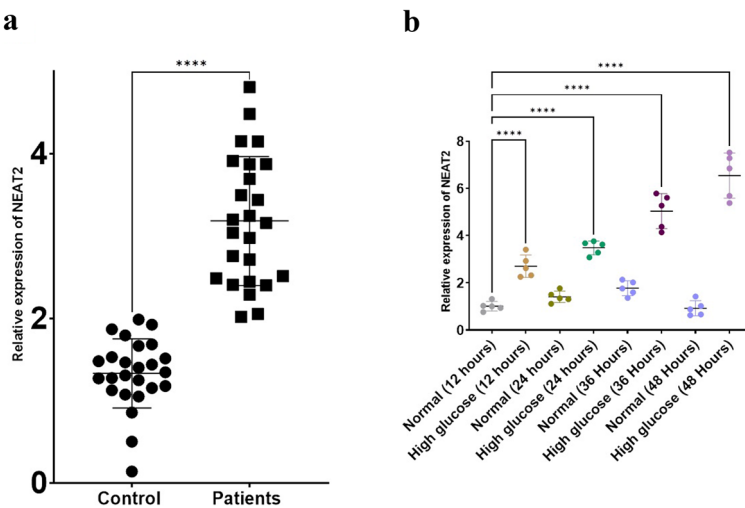 a
****
Relative expression of NEAT2
4
2
0
Control
Patients
b
****
****
****
****
Relative expression of NEAT2
8
6
4
2
0
Normal (12 hours)
High glucose (12 hours)
Normal (24 hours)
High glucose (24 hours)
Normal (36 Hours)
High glucose (36 Hours)
Normal (48 Hours)
High glucose (48 Hours)